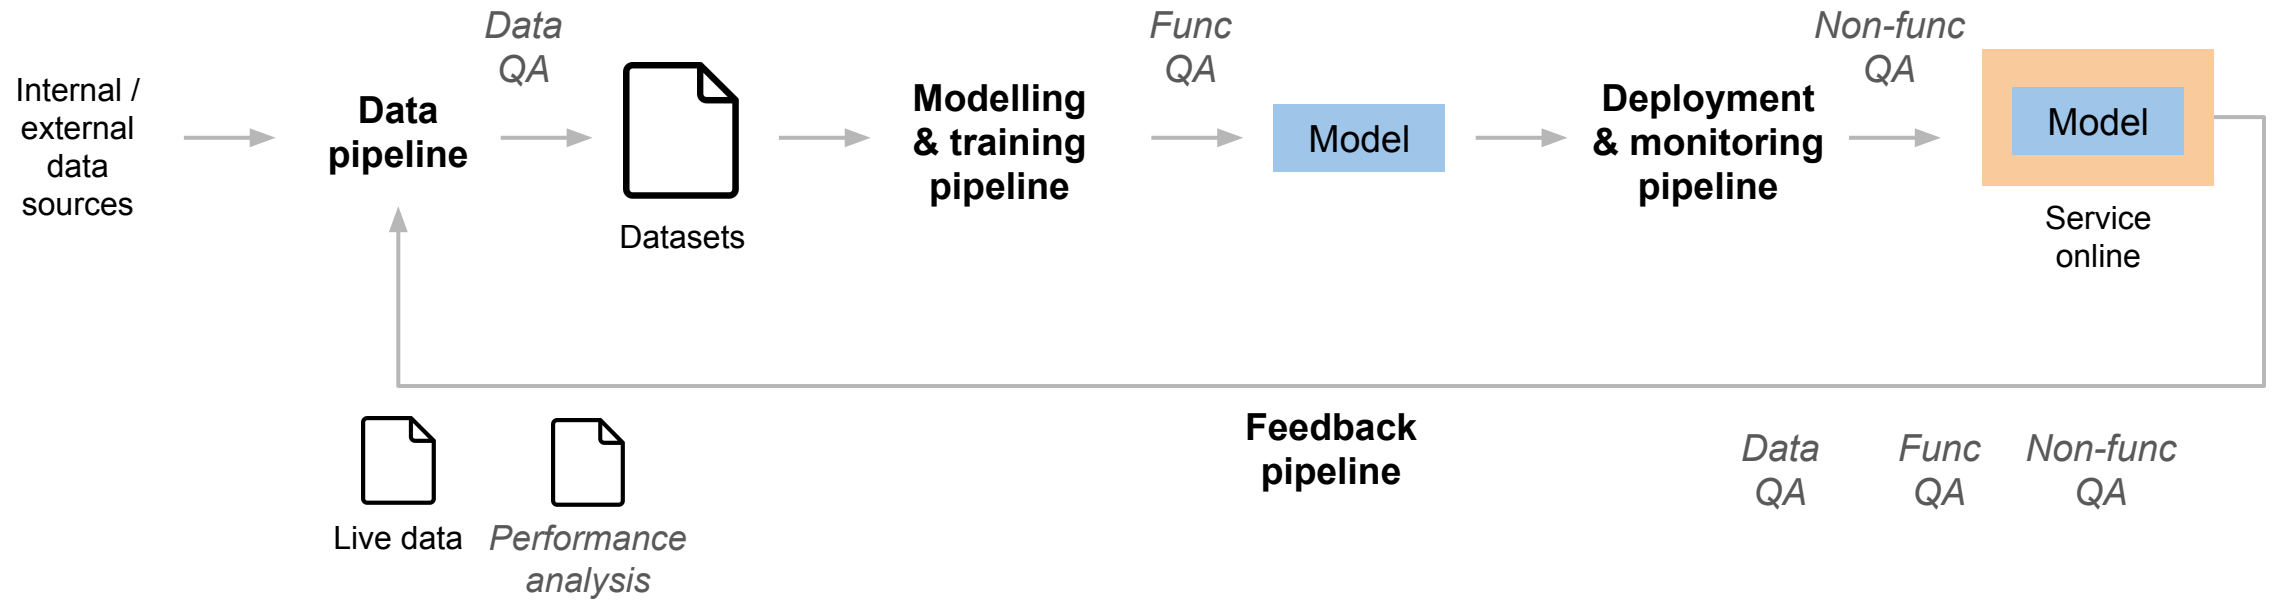 Internal /
external
data
sources
Data
pipeline
Data
QA
Datasets
Modelling
& training
pipeline
Func
QA
Model
Deployment
& monitoring
pipeline
Non-func
QA
Model
Service
online
Live data
Performance
analysis
Feedback
pipeline
Data
QA
Func
QA
Non-func
QA